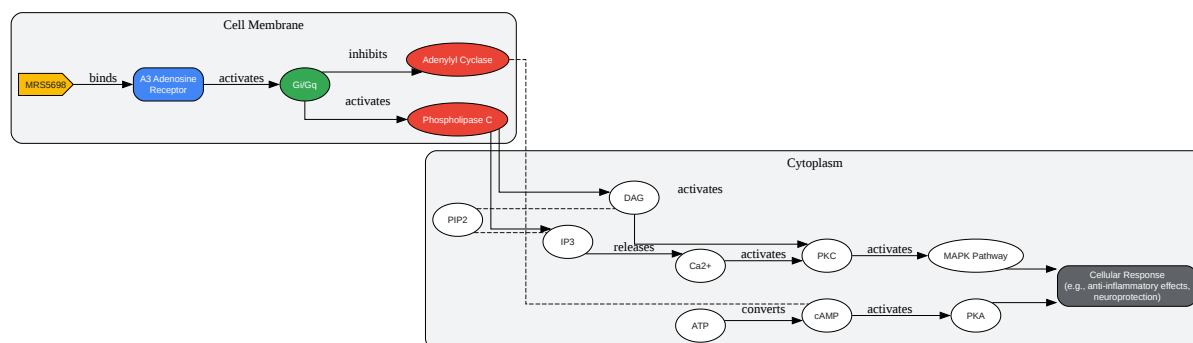 Cell Membrane
MRS5698
binds
A3 Adenosine
Receptor
activates
Gi/Gq
inhibits
Adenylyl Cyclase
activates
Phospholipase C
Cytoplasm
DAG
activates
PIP2
IP3
releases
Ca2+
activates
PKC
activates
MAPK Pathway
Cellular Response
(e.g., anti-inflammatory effects,
neuroprotection)
ATP
converts
cAMP
activates
PKA